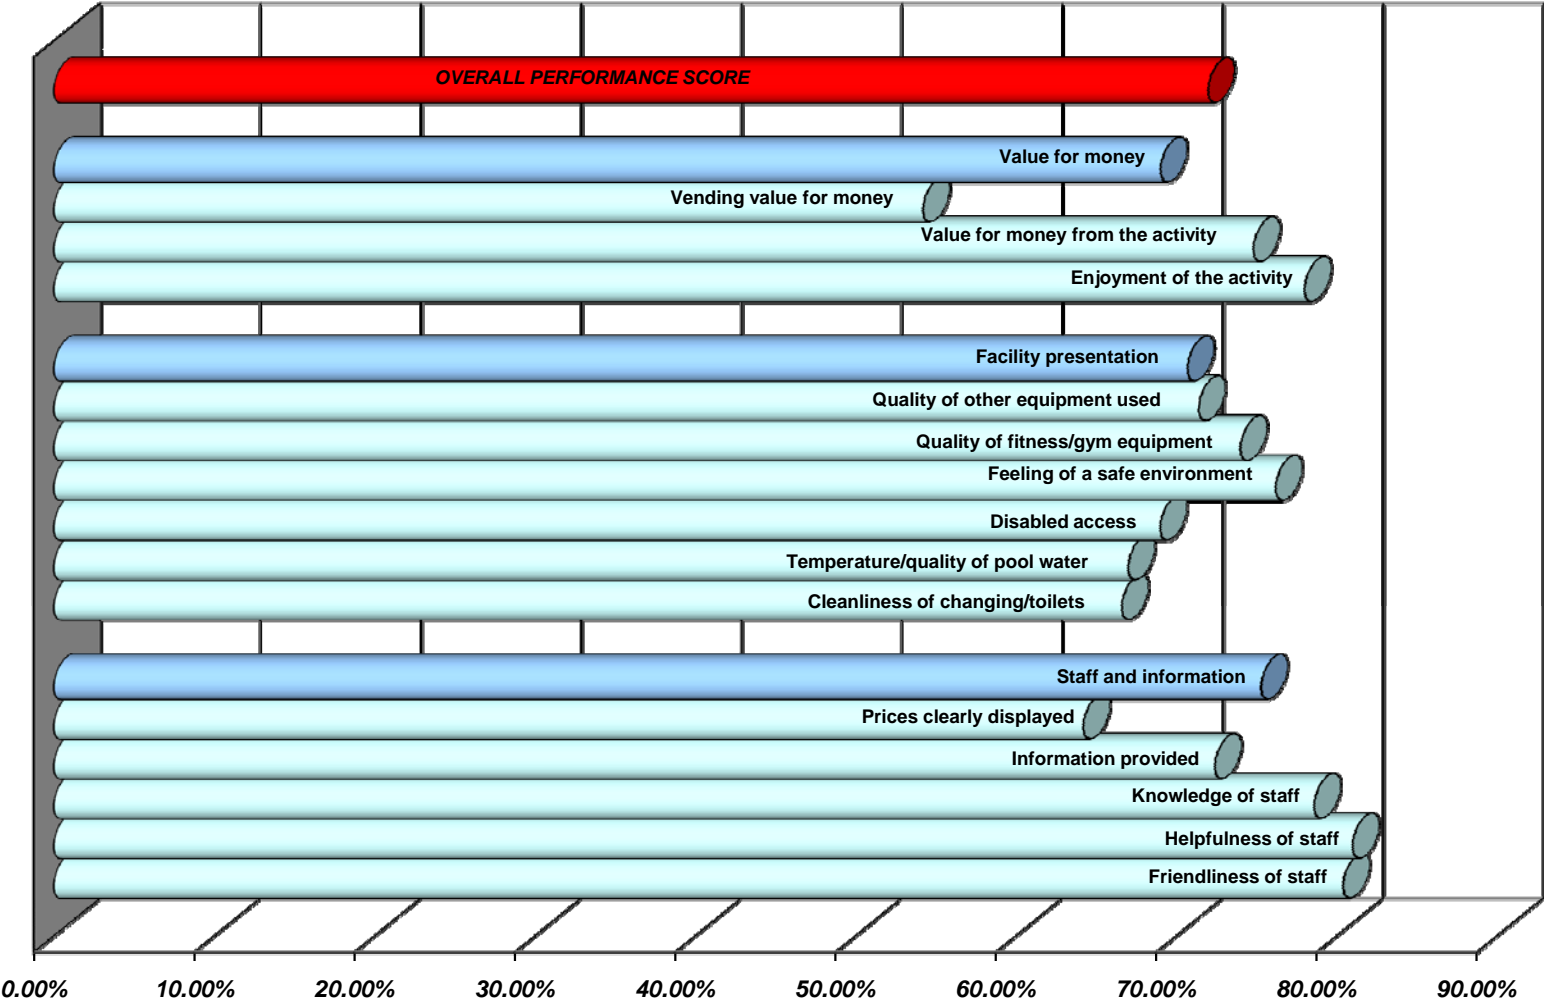 OVERALL PERFORMANCE SCORE
Value for money
Vending value for money
Value for money from the activity
Enjoyment of the activity
Facility presentation
Quality of other equipment used
Quality of fitness/gym equipment
Feeling of a safe environment
Disabled access
Temperature/quality of pool water
Cleanliness of changing/toilets
Staff and information
Prices clearly displayed
Information provided
Knowledge of staff
Helpfulness of staff
Friendliness of staff
0.00% 10.00% 20.00% 30.00% 40.00% 50.00% 60.00% 70.00% 80.00% 90.00%